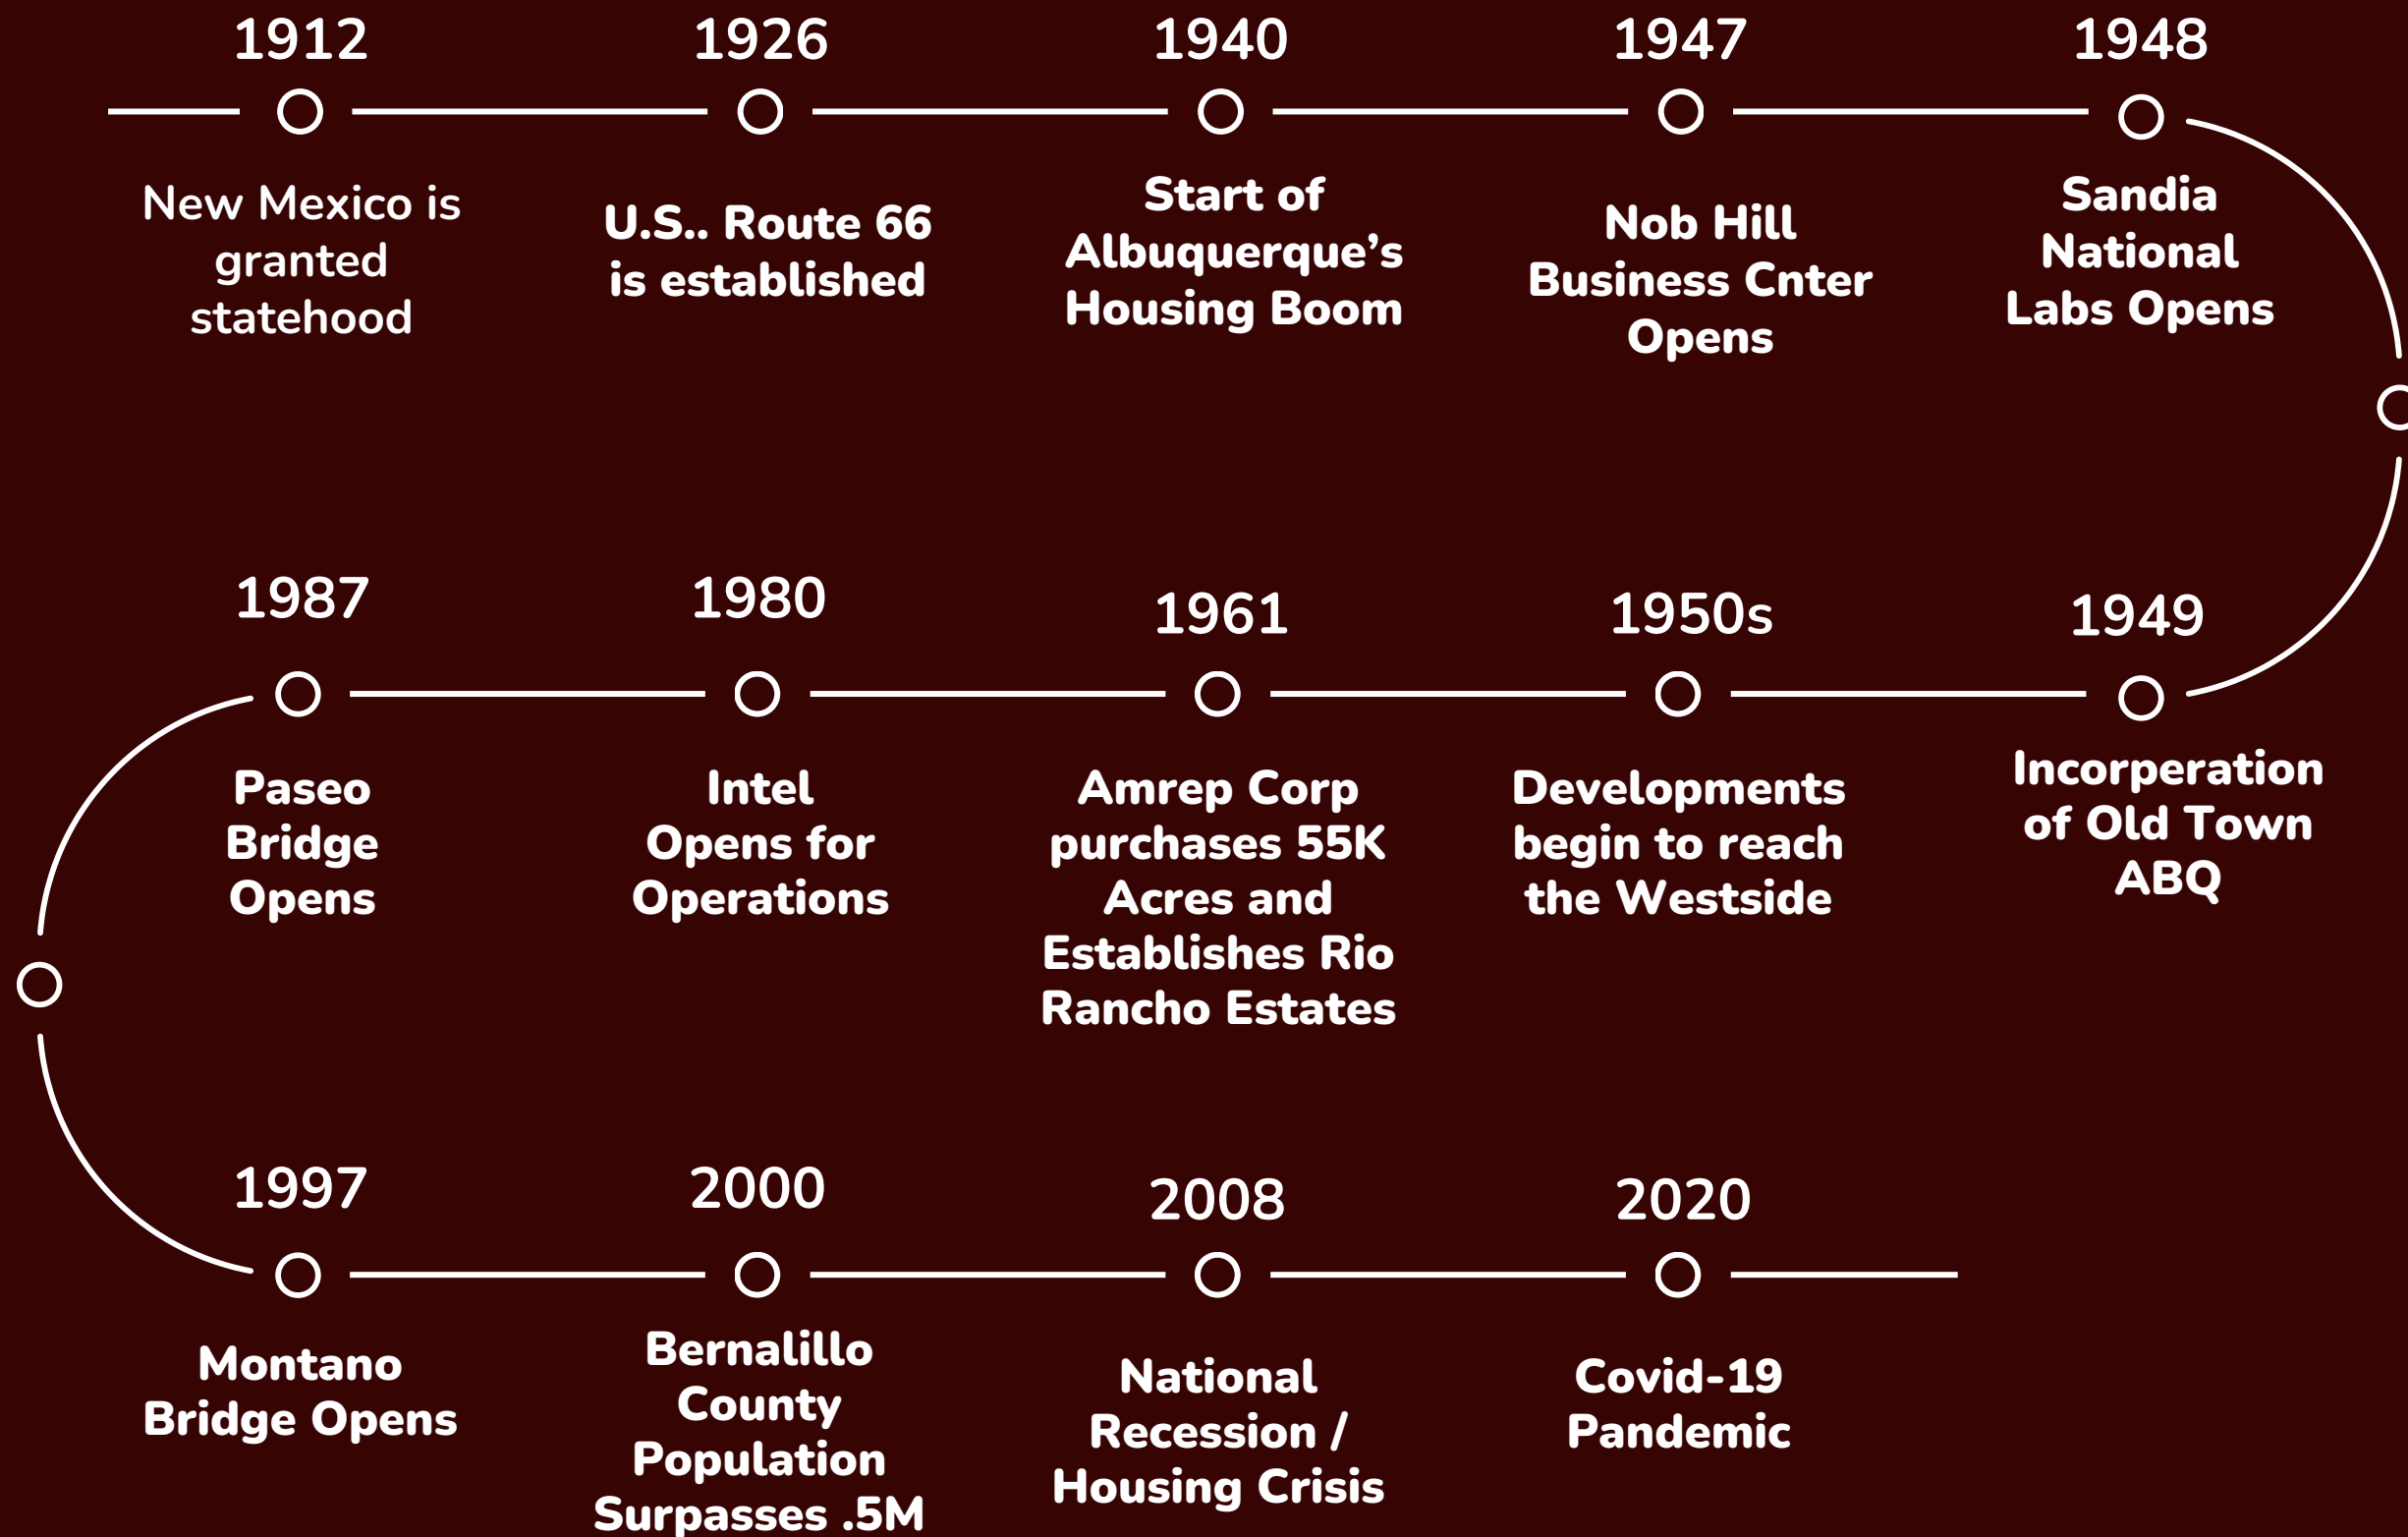 1912
New Mexico is
granted
statehood
1926
U.S.. Route 66
is established
1940
Start of
Albuquerque’s
Housing Boom
1947
Nob Hill
Business Cnter
Opens
1948
Sandia
National
Labs Opens
1949
Incorperation
of Old Town
ABQ
1950s
Developments
begin to reach
the Westside
1961
Amrep Corp
purchases 55K
Acres and
Establishes Rio
Rancho Estates
1980
Intel
Opens for
Operations
1987
Paseo
Bridge
Opens
1997
Montano
Bridge Opens
2000
Bernalillo
County
Population
Surpasses .5M
2008
National
Recession /
Housing Crisis
2020
Covid-19
Pandemic